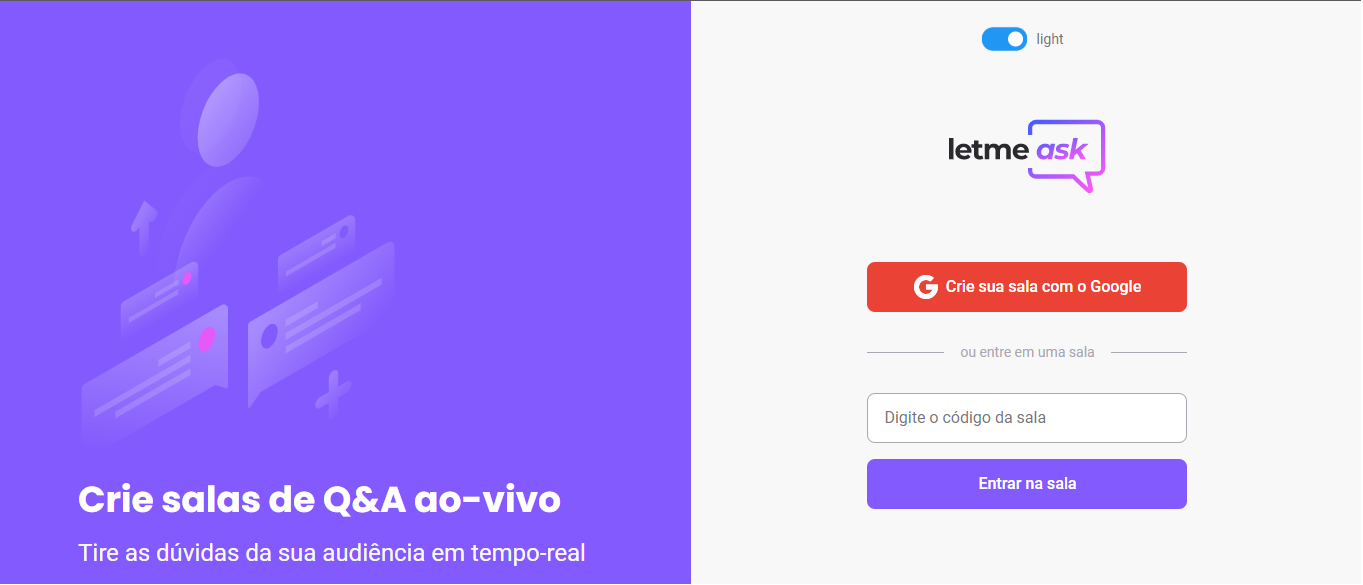 Crie salas de Q&A ao-vivo
Tire as dúvidas da sua audiência em tempo-real
light
letme ask
Crie sua sala com o Google
ou entre em uma sala
Digite o código da sala
Entrar na sala